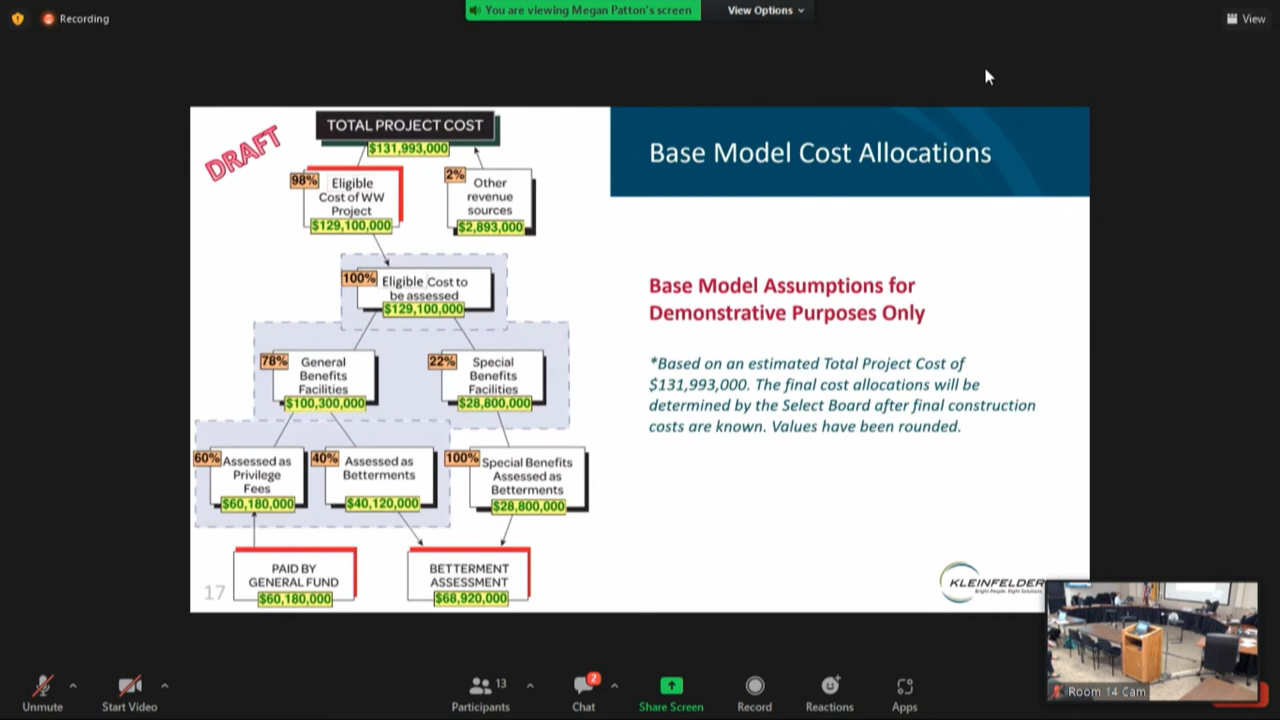 Recording
You are viewing Megan Patton's screen
View Options
View
DRAFT
TOTAL PROJECT COST
$131,993,000
98%
Eligible
Cost of WW
Project
$129,100,000
2%
Other
revenue
sources
$2,893,000
100%
Eligible Cost to
be assessed
$129,100,000
78%
General
Benefits
Facilities
$100,300,000
22%
Special
Benefits
Facilities
$28,800,000
60%
Assessed as
Privilege
Fees
$60,180,000
40%
Assessed as
Betterments
$40,120,000
100%
Special Benefits
Assessed as
Betterments
$28,800,000
PAID BY
GENERAL FUND
$60,180,000
BETTERMENT
ASSESSMENT
$68,920,000
17
Base Model Cost Allocations
Base Model Assumptions for
Demonstrative Purposes Only
*Based on an estimated Total Project Cost of
$131,993,000. The final cost allocations will be
determined by the Select Board after final construction
costs are known. Values have been rounded.
KLEINFELDER
Bright People. Right Solutions.
Room 14 Cam
Unmute
Start Video
Participants
13
Chat
2
Share Screen
Record
Reactions
Apps